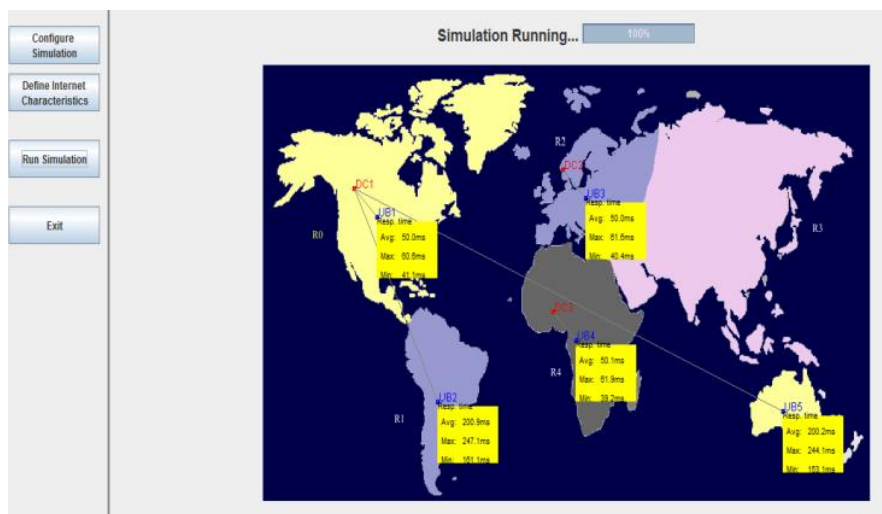 Configure
Simulation
Define Internet
Characteristics
Run Simulation
Exit
Simulation Running...
100%
R0
R1
R2
R3
R4
DC1
UB1
Resp. time
Avg: 50.0ms
Max: 60.6ms
Min: 41.1ms
UB2
Resp. time
Avg: 200.9ms
Max: 247.1ms
Min: 161.1ms
UB3
Resp. time
Avg: 50.0ms
Max: 61.6ms
Min: 40.4ms
UB4
Resp. time
Avg: 50.1ms
Max: 61.9ms
Min: 39.2ms
UB5
Resp. time
Avg: 200.2ms
Max: 244.1ms
Min: 153.1ms